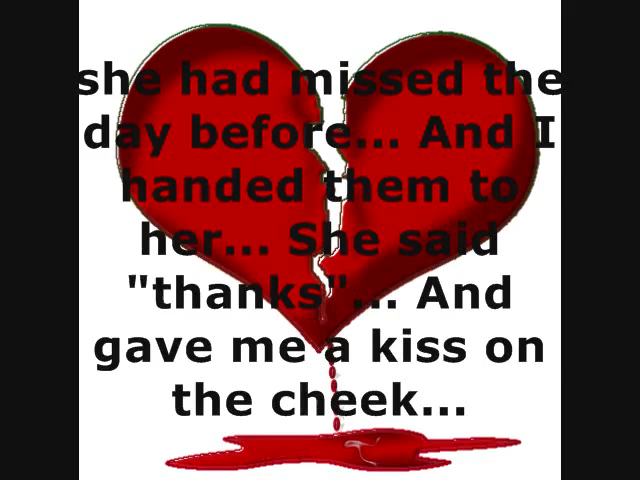 she had missed the
day before... And I
handed them to
her... She said
"thanks"... And
gave me a kiss on
the cheek...